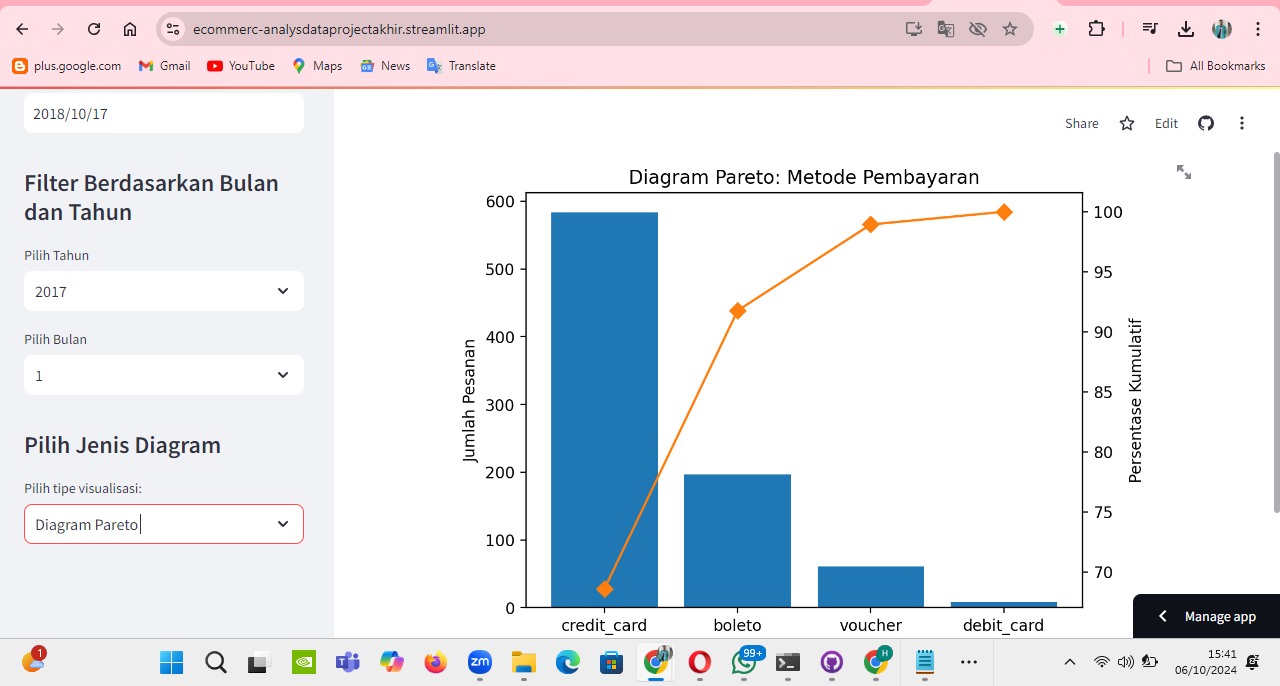 ecommerc-analysdataprojectakhir.streamlit.app
plus.google.com Gmail YouTube Maps News Translate All Bookmarks
2018/10/17
Filter Berdasarkan Bulan
dan Tahun
Pilih Tahun
2017
Pilih Bulan
1
Pilih Jenis Diagram
Pilih tipe visualisasi:
Diagram Pareto
Share Edit
Diagram Pareto: Metode Pembayaran
600
500
400
300
200
100
0
Jumlah Pesanan
100
95
90
85
80
75
70
Persentase Kumulatif
credit_card boleto voucher debit_card
Manage app
1
zm
99+
H
15:41
06/10/2024